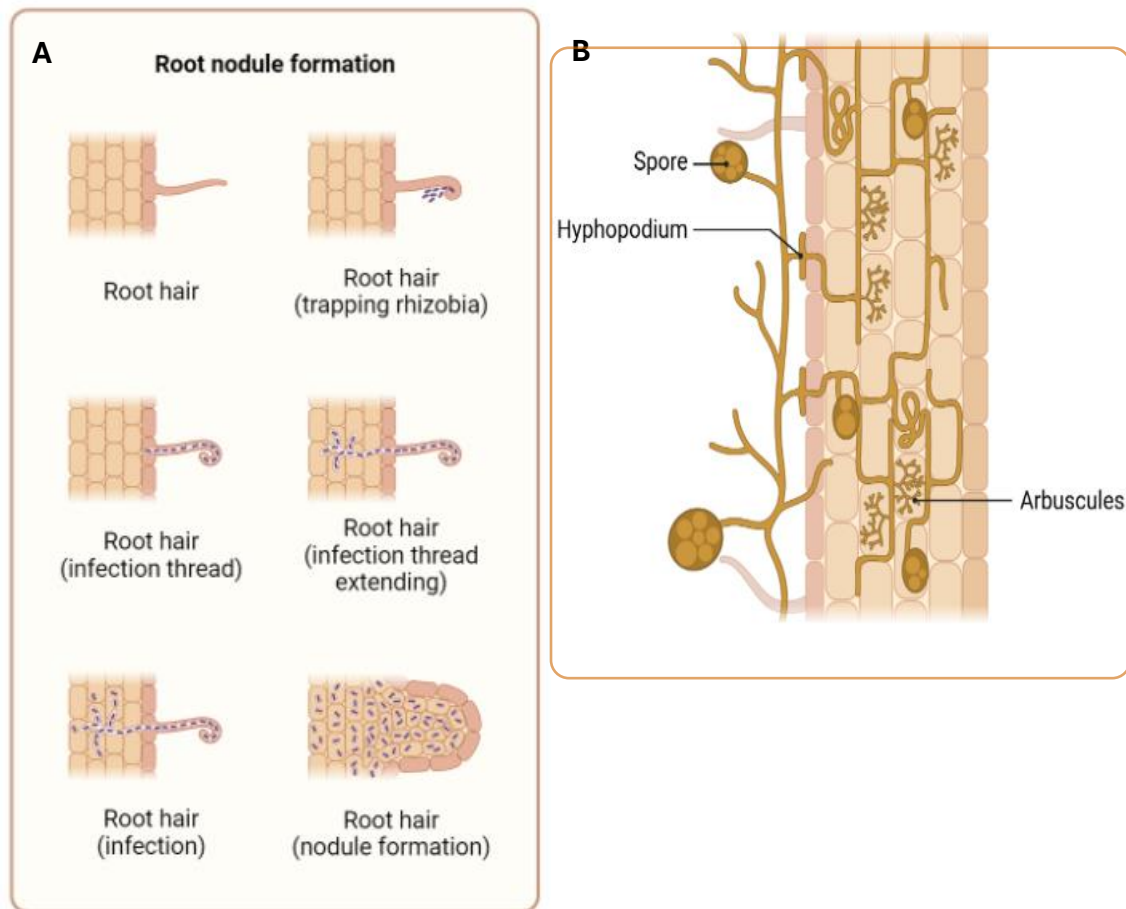 A
Root nodule formation
Root hair
Root hair
(trapping rhizobia)
Root hair
(infection thread)
Root hair
(infection thread
extending)
Root hair
(infection)
Root hair
(nodule formation)
B
Spore
Hyphopodium
Arbuscules